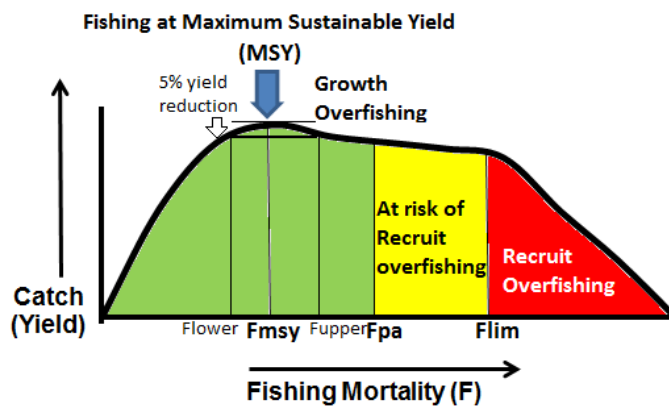 Fishing at Maximum Sustainable Yield
(MSY)
5% yield
reduction
Growth
Overfishing
At risk of
Recruit
overfishing
Recruit
Overfishing
Catch
(Yield)
Flower
Fmsy
Fupper
Fpa
Flim
Fishing Mortality (F)